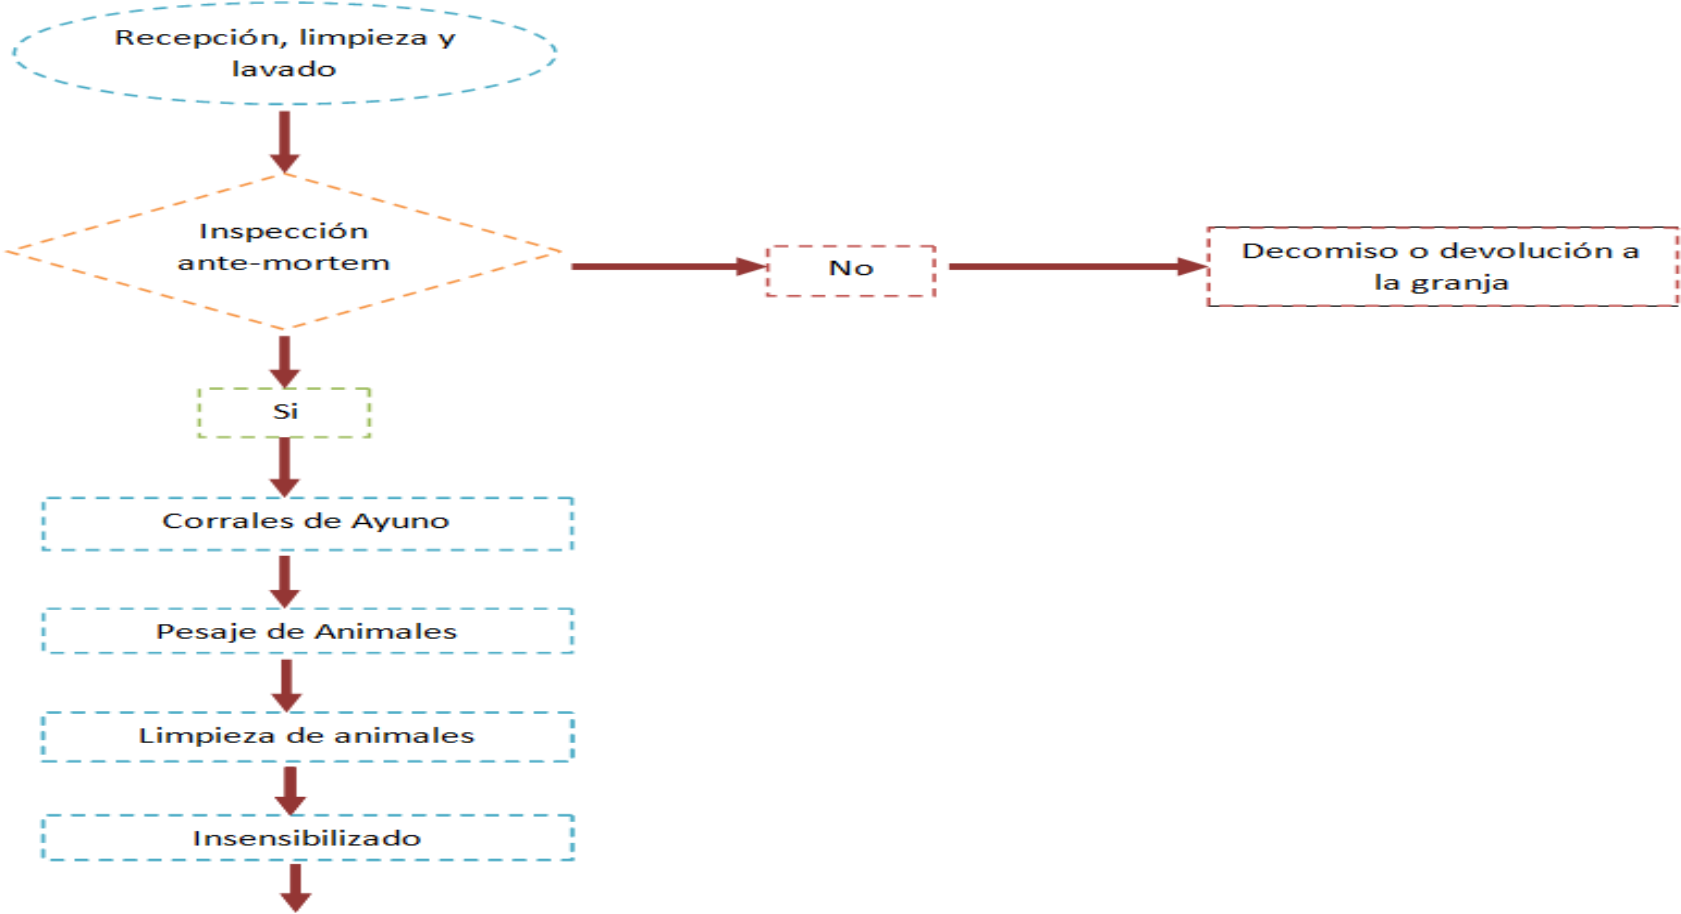 Recepción, limpieza y
lavado
Inspección
ante-mortem
No
Decomiso o devolución a
la granja
Si
Corrales de Ayuno
Pesaje de Animales
Limpieza de animales
Insensibilizado